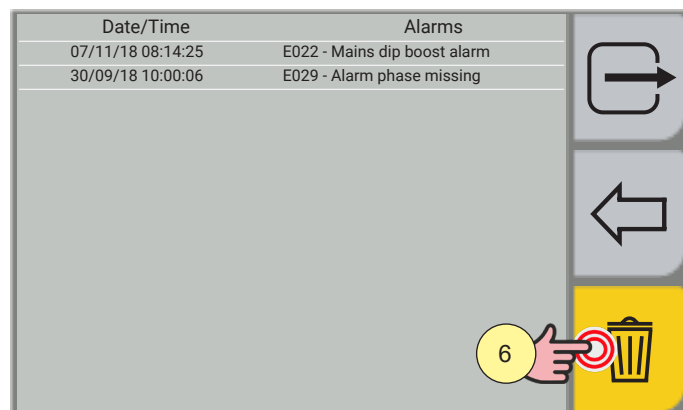 Date/Time Alarms
07/11/18 08:14:25 E022 - Mains dip boost alarm
30/09/18 10:00:06 E029 - Alarm phase missing
6